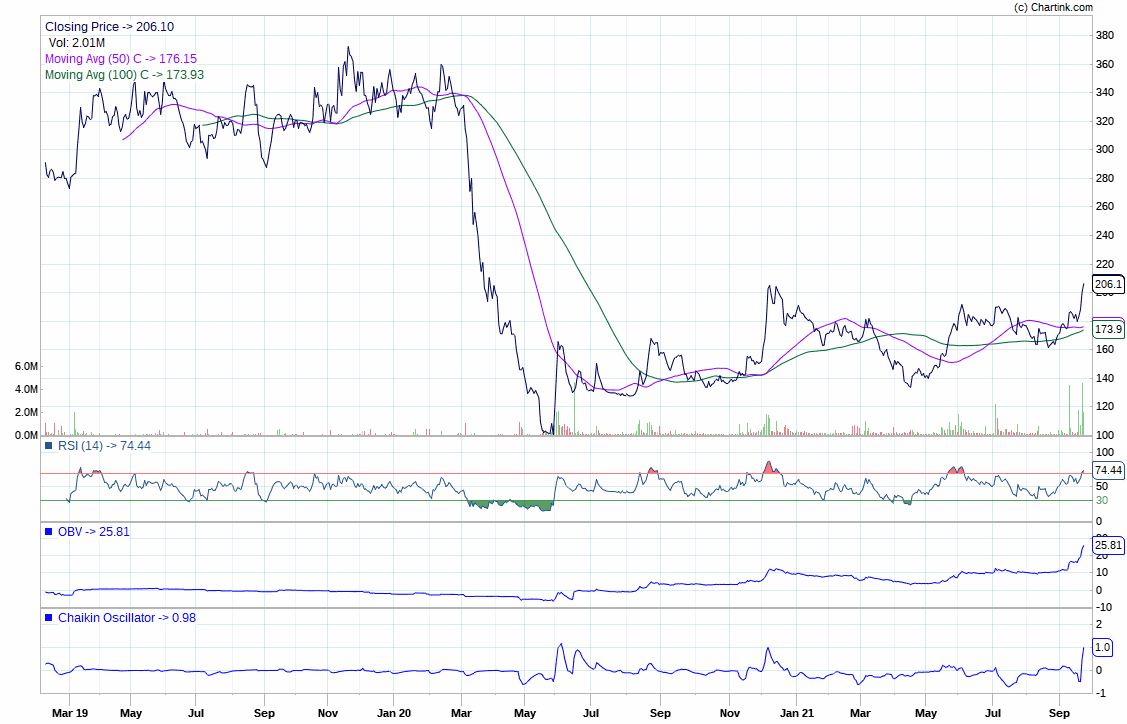 (c) Chartink.com
Closing Price -> 206.10
Vol: 2.01M
Moving Avg (50) C -> 176.15
Moving Avg (100) C -> 173.93
380
360
340
320
300
280
260
240
220
206.1
200
173.9
160
140
120
100
6.0M
4.0M
2.0M
0.0M
RSI (14) -> 74.44
100
74.44
50
30
0
OBV -> 25.81
25.81
20
10
0
-10
Chaikin Oscillator -> 0.98
2
1.0
0
-1
Mar 19 May Jul Sep Nov Jan 20 Mar May Jul Sep Nov Jan 21 Mar May Jul Sep